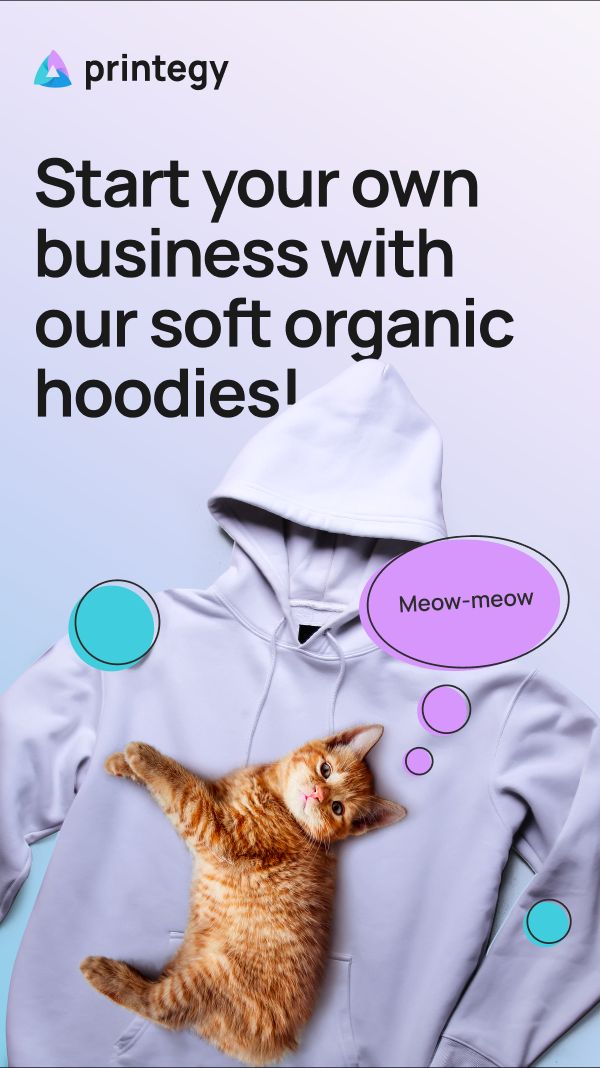 printegy
Start your own
business with
our soft organic
hoodies!
Meow-meow